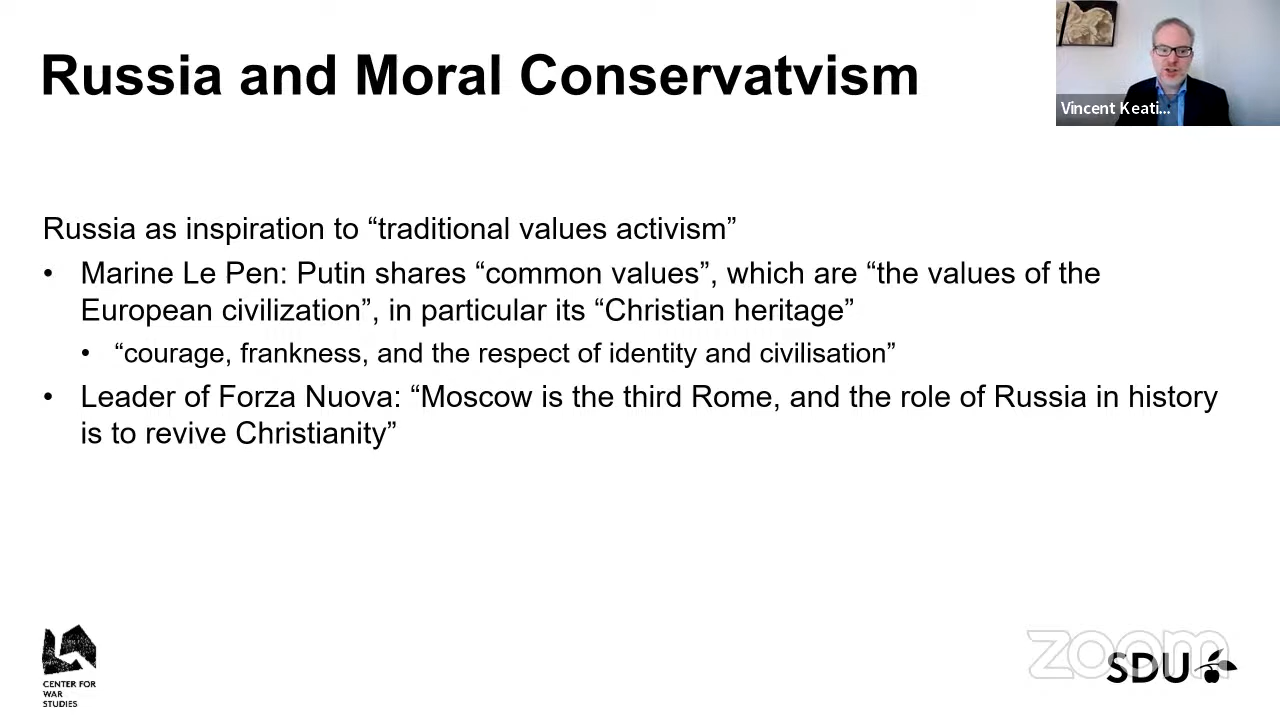 Russia and Moral Conservatvism
Vincent Keati...
Russia as inspiration to “traditional values activism”
• Marine Le Pen: Putin shares “common values”, which are “the values of the
European civilization”, in particular its “Christian heritage”
• “courage, frankness, and the respect of identity and civilisation”
• Leader of Forza Nuova: “Moscow is the third Rome, and the role of Russia in history
is to revive Christianity”
CENTER FOR
WAR
STUDIES
zoom
SDU